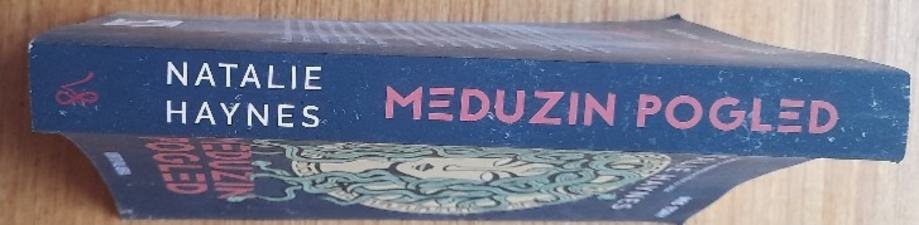 NATALIE
HAYNES
MEDUZIN POGLED
MEDUZIN
POGLED